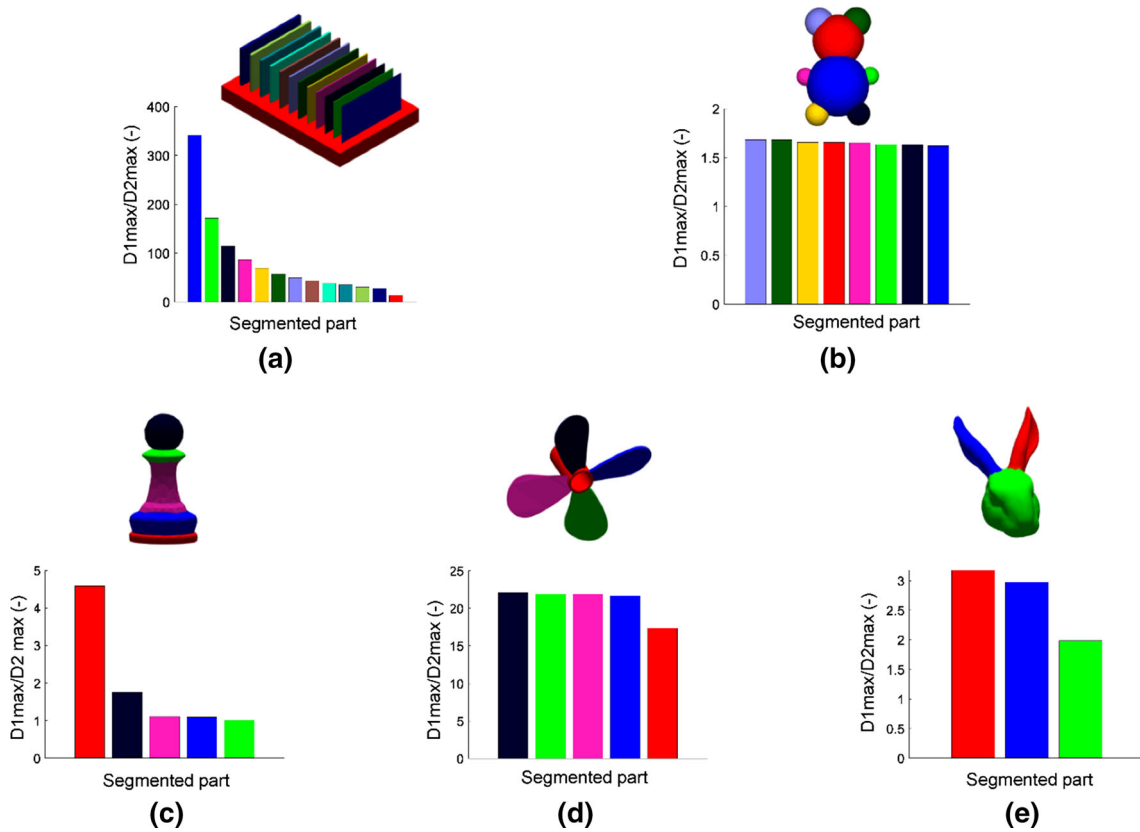 400
300
200
100
0
D1max/D2max (-)
Segmented part
(a)
2
1.5
1
0.5
0
D1max/D2max (-)
Segmented part
(b)
5
4
3
2
1
0
D1max/D2 max (-)
Segmented part
(c)
25
20
15
10
5
0
D1max/D2max (-)
Segmented part
(d)
3
2.5
2
1.5
1
0.5
0
D1max/D2max (-)
Segmented part
(e)